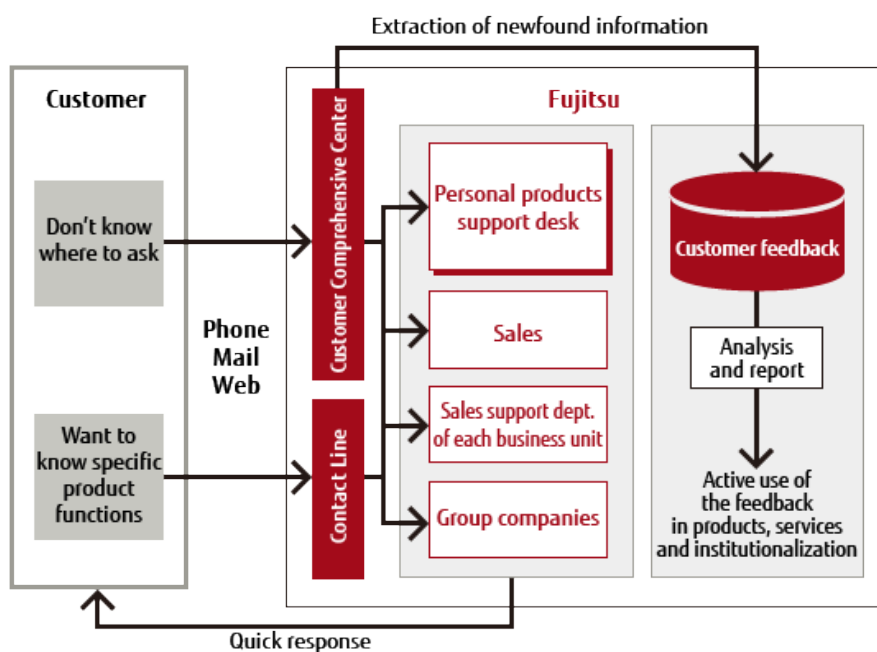 Extraction of newfound information
Customer
Fujitsu
Customer Comprehensive Center
Don't know
where to ask
Personal products
support desk
Customer feedback
Phone
Mail
Web
Sales
Analysis
and report
Want to
know specific
product
functions
Contact Line
Sales support dept.
of each business unit
Group companies
Active use of
the feedback
in products, services
and institutionalization
Quick response